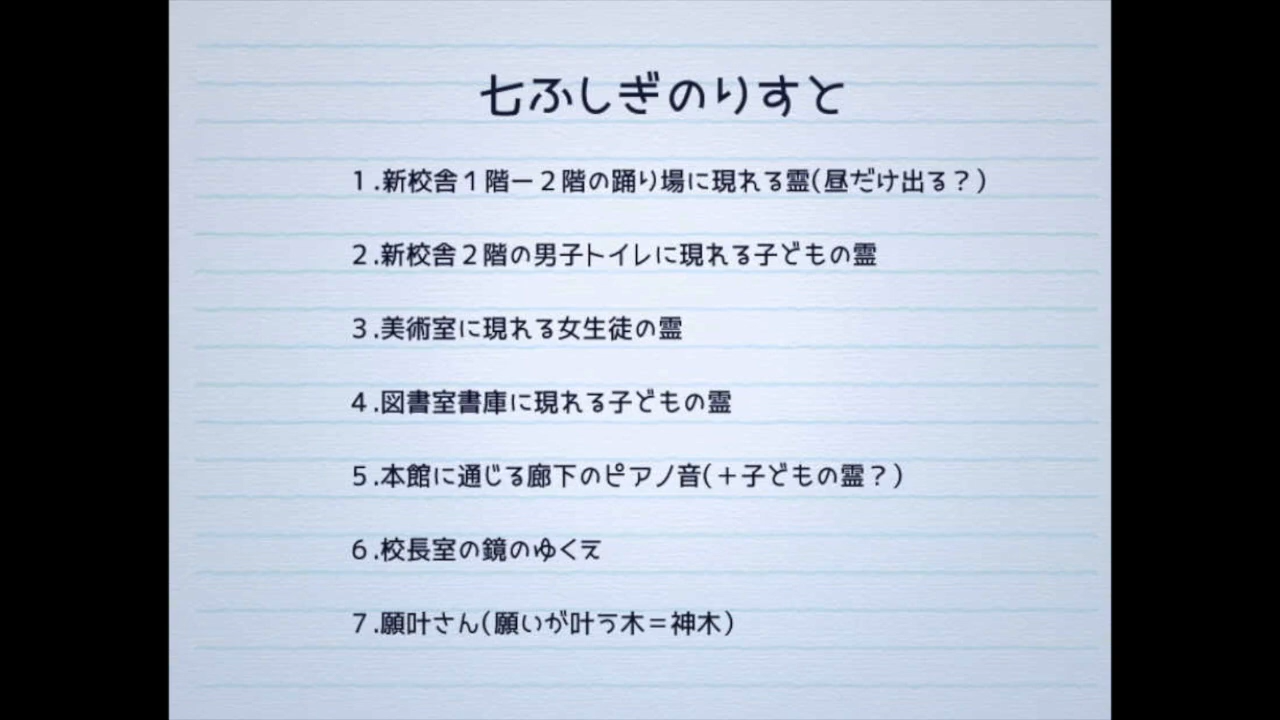 七ふしぎのりすと
１.新校舎１階ー２階の踊り場に現れる霊(昼だけ出る？)
２.新校舎２階の男子トイレに現れる子どもの霊
３.美術室に現れる女生徒の霊
４.図書室書庫に現れる子どもの霊
５.本館に通じる廊下のピアノ音(＋子どもの霊？)
６.校長室の鏡のゆくえ
７.願叶さん(願いが叶う木＝神木)